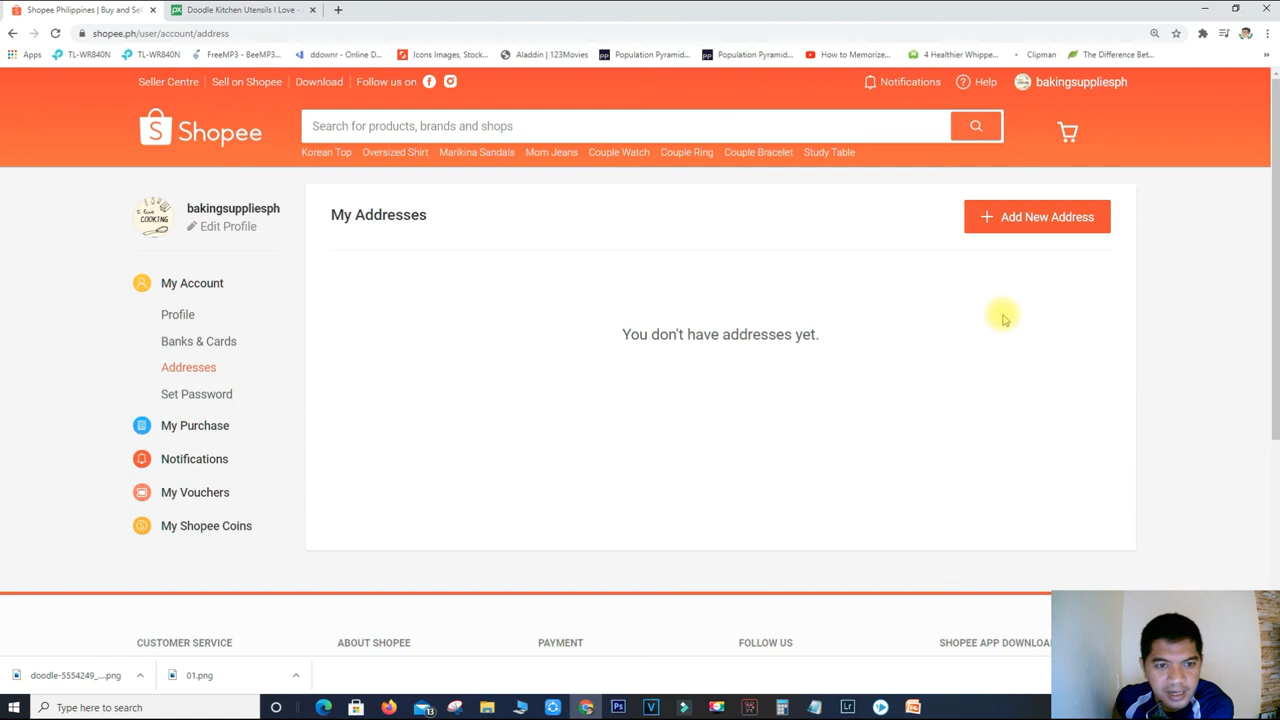 Shopee Philippines | Buy and Sel
Doodle Kitchen Utensils I Love -
shopee.ph/user/account/address
Apps
TL-WR840N
TL-WR840N
FreeMP3 - BeeMP3...
ddownr - Online D...
Icons Images, Stock...
Aladdin | 123Movies
Population Pyramid...
Population Pyramid...
How to Memorize...
4 Healthier Whippe...
Clipman
The Difference Bet...
Seller Centre
Sell on Shopee
Download
Follow us on
Notifications
Help
bakingsuppliesph
Shopee
Search for products, brands and shops
Korean Top
Oversized Shirt
Marikina Sandals
Mom Jeans
Couple Watch
Couple Ring
Couple Bracelet
Study Table
bakingsuppliesph
Edit Profile
COOKING
My Account
Profile
Banks & Cards
Addresses
Set Password
My Purchase
Notifications
My Vouchers
My Shopee Coins
My Addresses
Add New Address
You don't have addresses yet.
CUSTOMER SERVICE
ABOUT SHOPEE
PAYMENT
FOLLOW US
SHOPEE APP DOWNLOA
doodle-5554249_....png
01.png
Type here to search
13